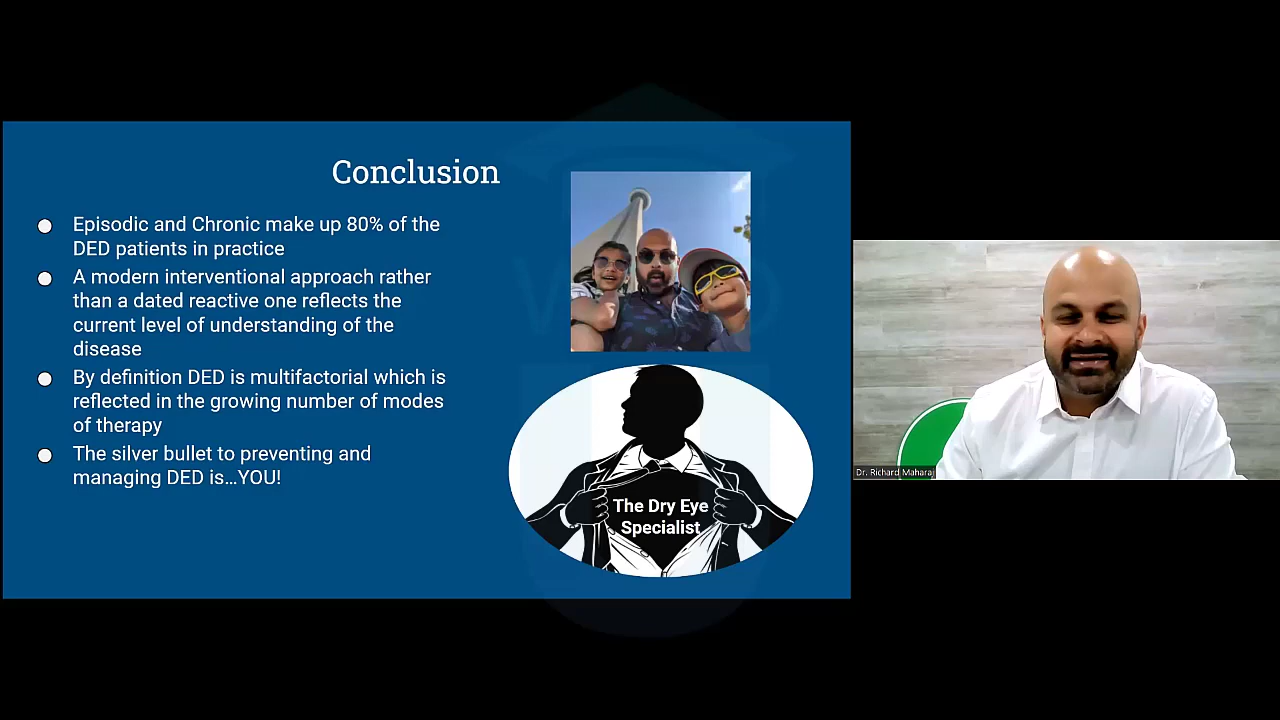 Conclusion
Episodic and Chronic make up 80% of the
DED patients in practice
A modern interventional approach rather
than a dated reactive one reflects the
current level of understanding of the
disease
By definition DED is multifactorial which is
reflected in the growing number of modes
of therapy
The silver bullet to preventing and
managing DED is...YOU!
The Dry Eye
Specialist
Dr. Richard Maharaj